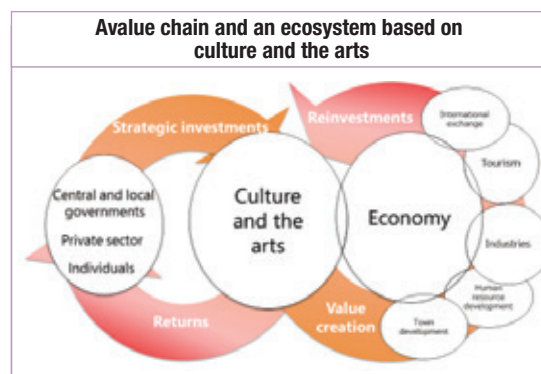 Avalue chain and an ecosystem based on
culture and the arts
Strategic investments
Reinvestments
International
exchange
Tourism
Central and local
governments
Private sector
Individuals
Culture
and the
arts
Economy
Industries
Human
resource
development
Returns
Value
creation
Town
development